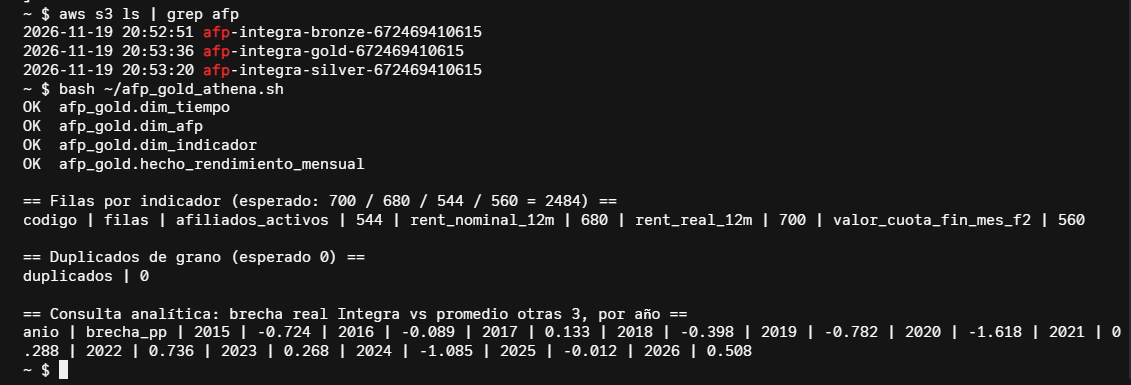 ~ $ aws s3 ls | grep afp
2026-11-19 20:52:51 afp-integra-bronze-672469410615
2026-11-19 20:53:36 afp-integra-gold-672469410615
2026-11-19 20:53:20 afp-integra-silver-672469410615
~ $ bash ~/afp_gold_athena.sh
OK  afp_gold.dim_tiempo
OK  afp_gold.dim_afp
OK  afp_gold.dim_indicador
OK  afp_gold.hecho_rendimiento_mensual
== Filas por indicador (esperado: 700 / 680 / 544 / 560 = 2484) ==
codigo | filas | afiliados_activos | 544 | rent_nominal_12m | 680 | rent_real_12m | 700 | valor_cuota_fin_mes_f2 | 560
== Duplicados de grano (esperado 0) ==
duplicados | 0
== Consulta analítica: brecha real Integra vs promedio otras 3, por año ==
anio | brecha_pp | 2015 | -0.724 | 2016 | -0.089 | 2017 | 0.133 | 2018 | -0.398 | 2019 | -0.782 | 2020 | -1.618 | 2021 | 0
.288 | 2022 | 0.736 | 2023 | 0.268 | 2024 | -1.085 | 2025 | -0.012 | 2026 | 0.508
~ $